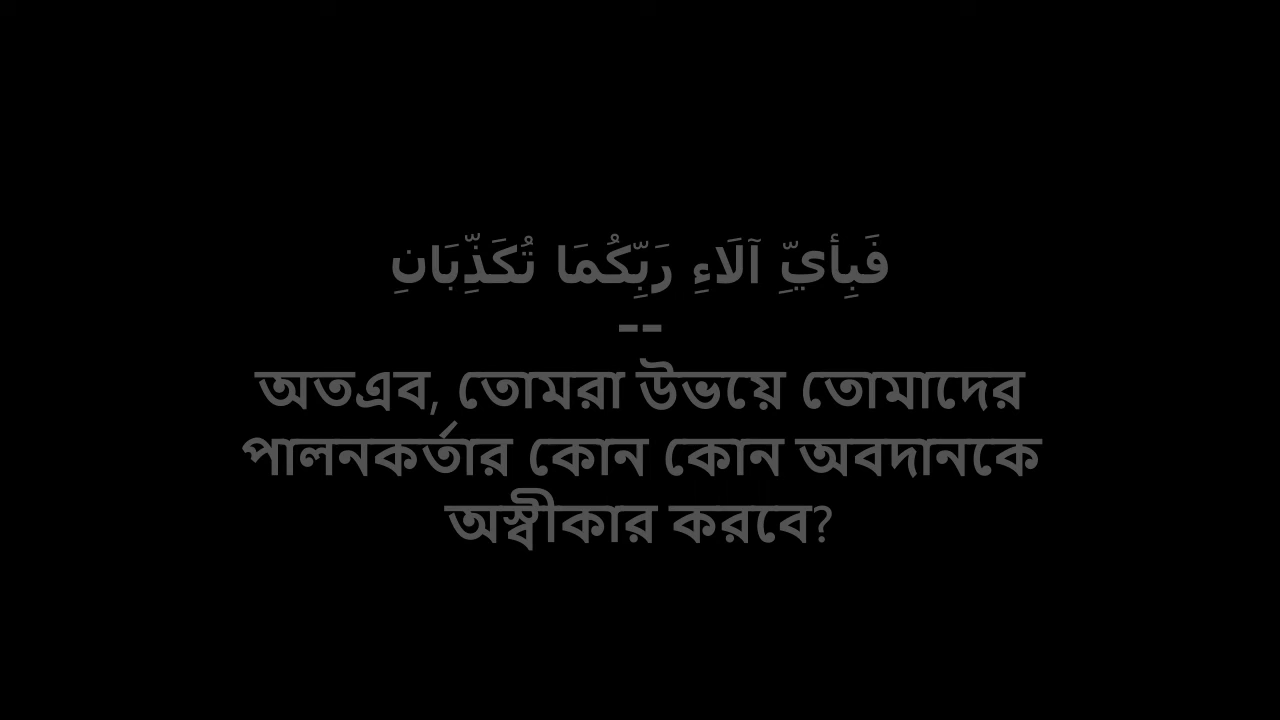 فَبِأَيِّ آلَاءِ رَبِّكُمَا تُكَذِّبَانِ
--
অতএব, তোমরা উভয়ে তোমাদের
পালনকর্তার কোন কোন অবদানকে
অস্বীকার করবে?